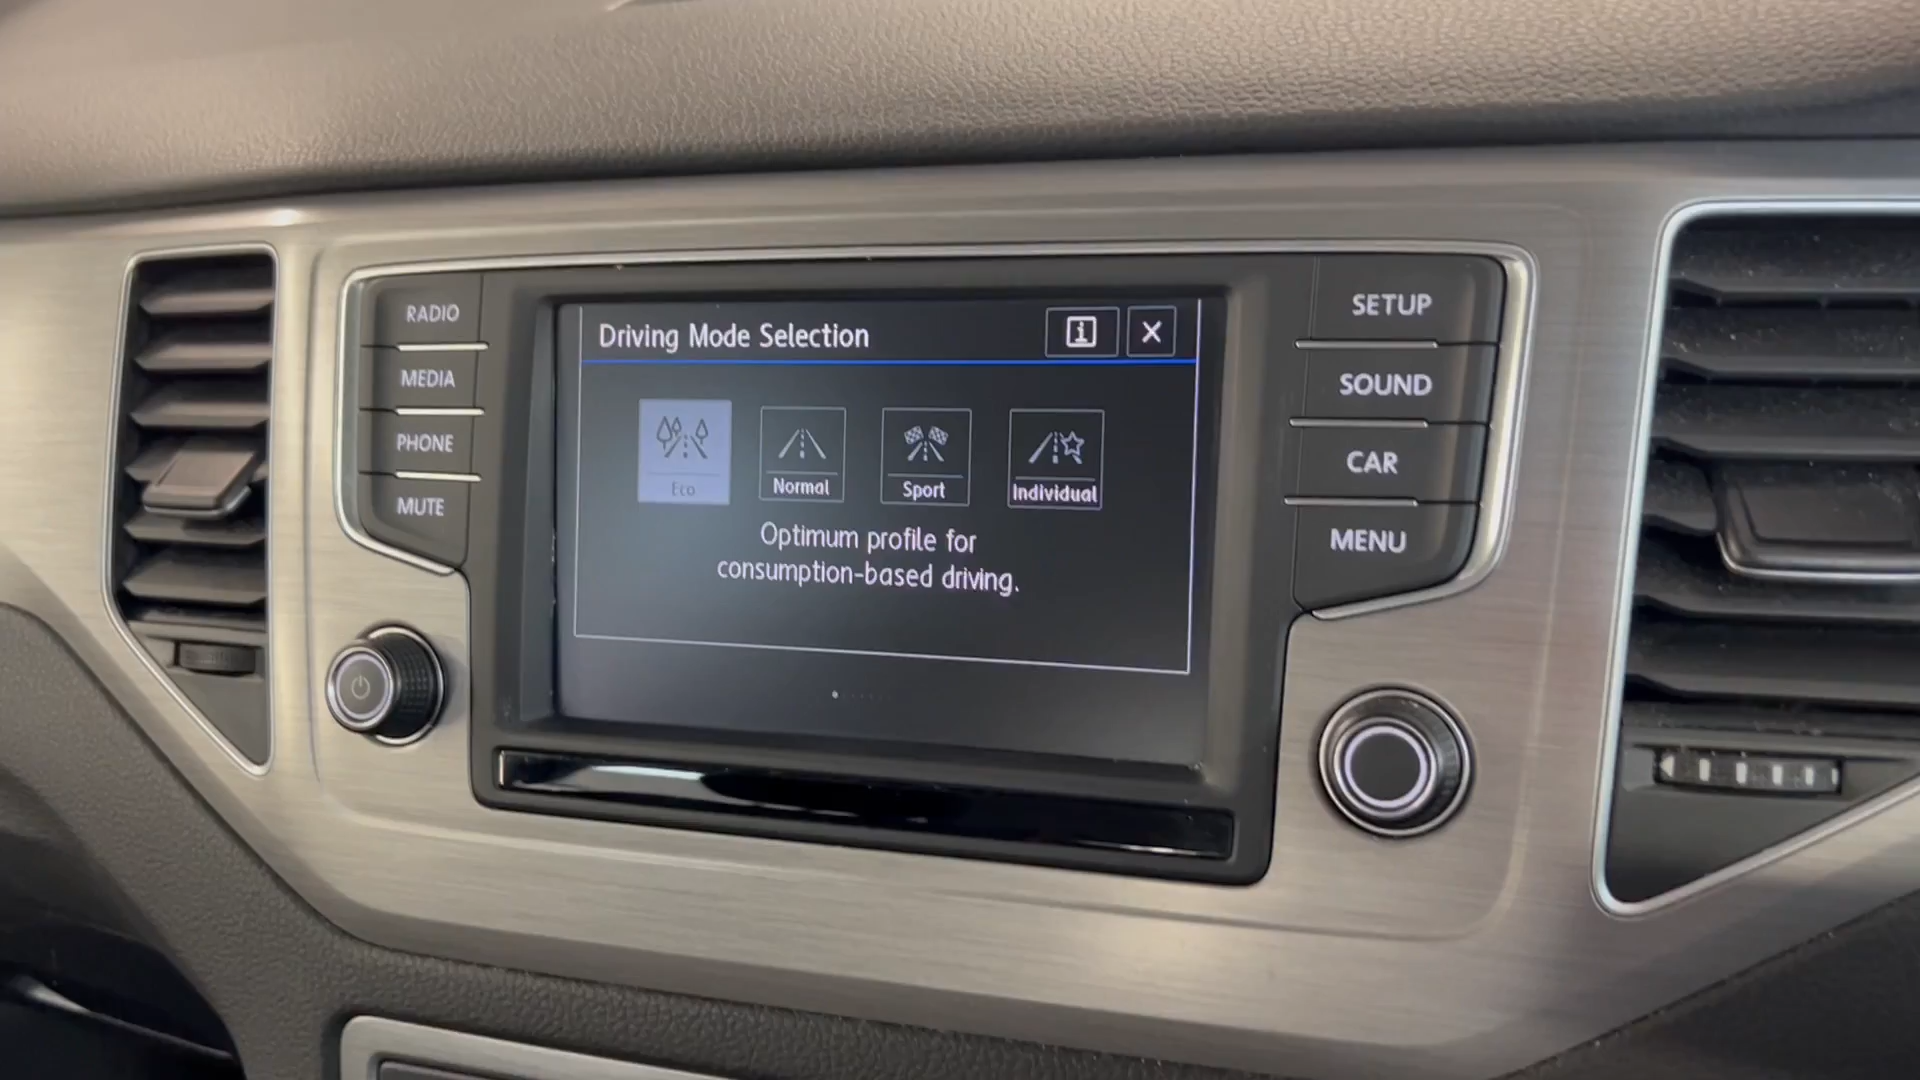 RADIO
MEDIA
PHONE
MUTE
Driving Mode Selection
i
Eco
Normal
Sport
Individual
Optimum profile for
consumption-based driving.
SETUP
SOUND
CAR
MENU